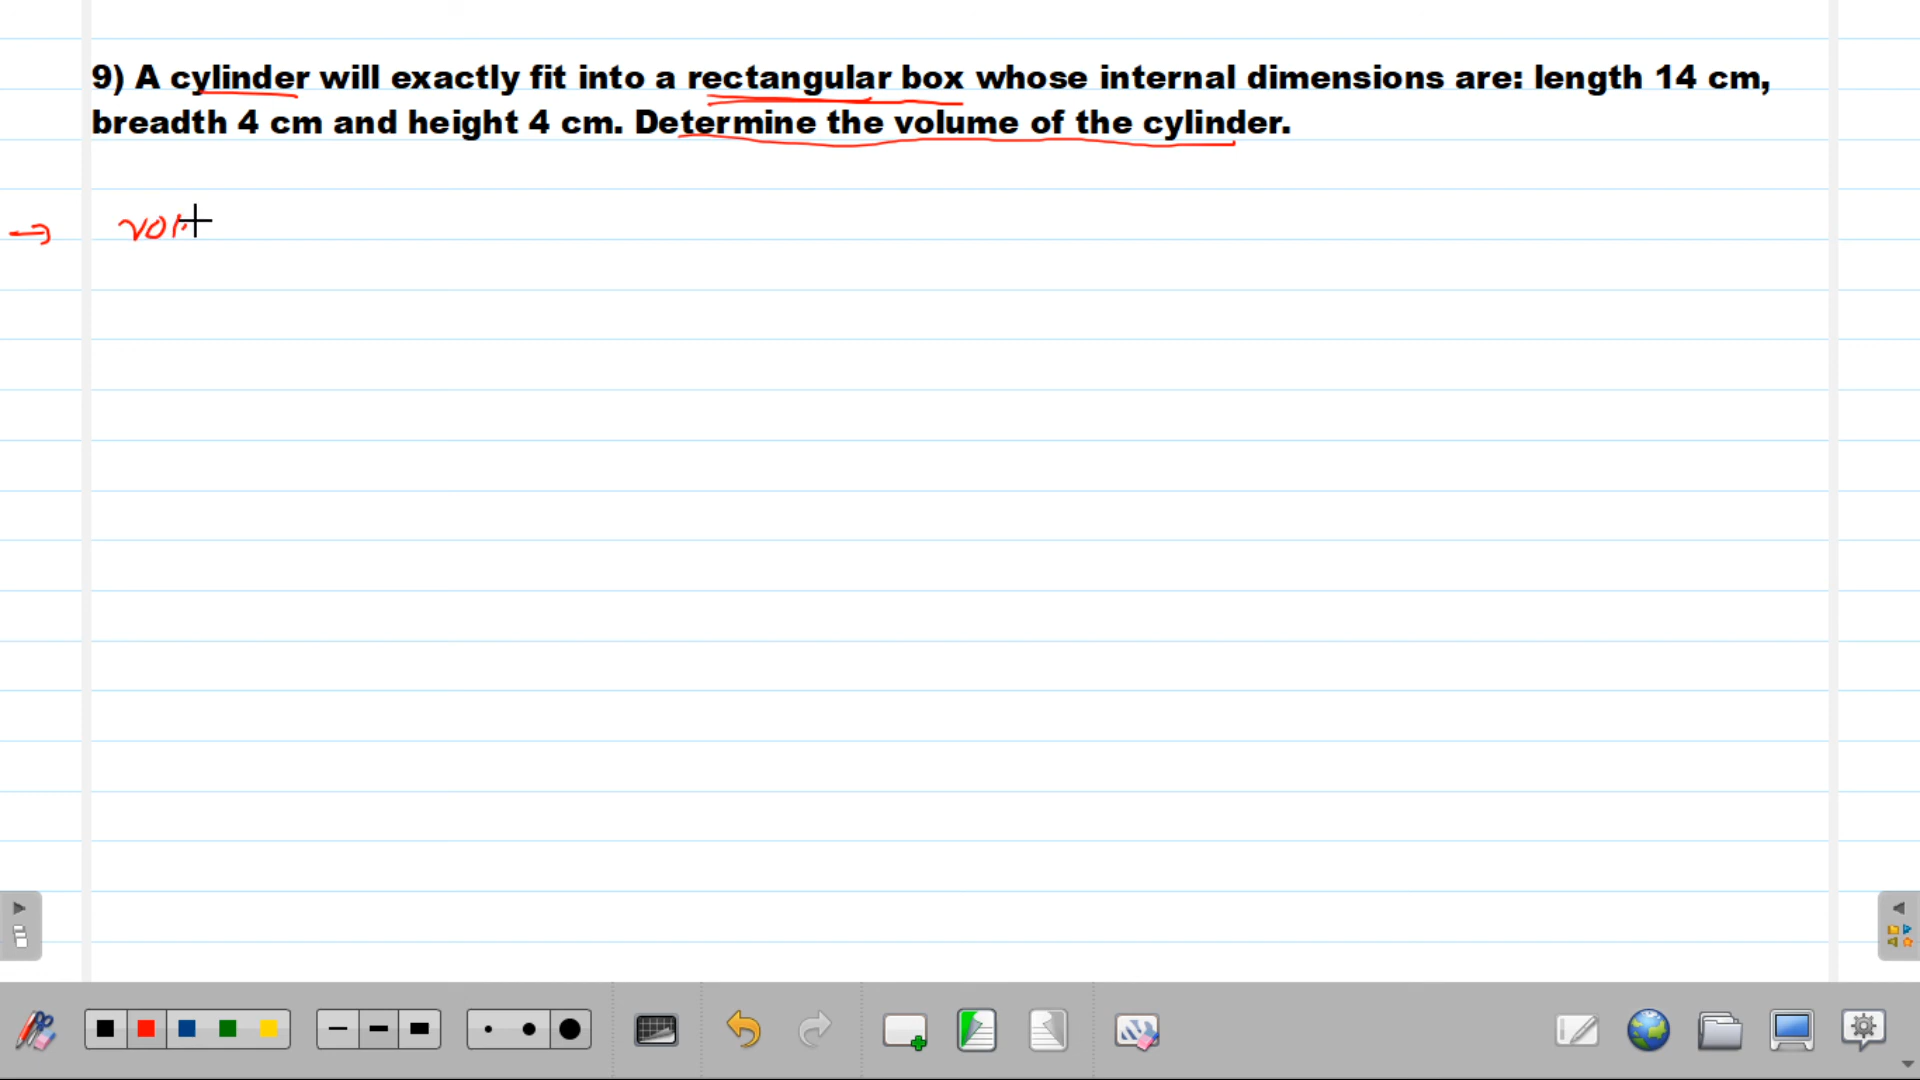 9) A cylinder will exactly fit into a rectangular box whose internal dimensions are: length 14 cm,
breadth 4 cm and height 4 cm. Determine the volume of the cylinder.
→ vol